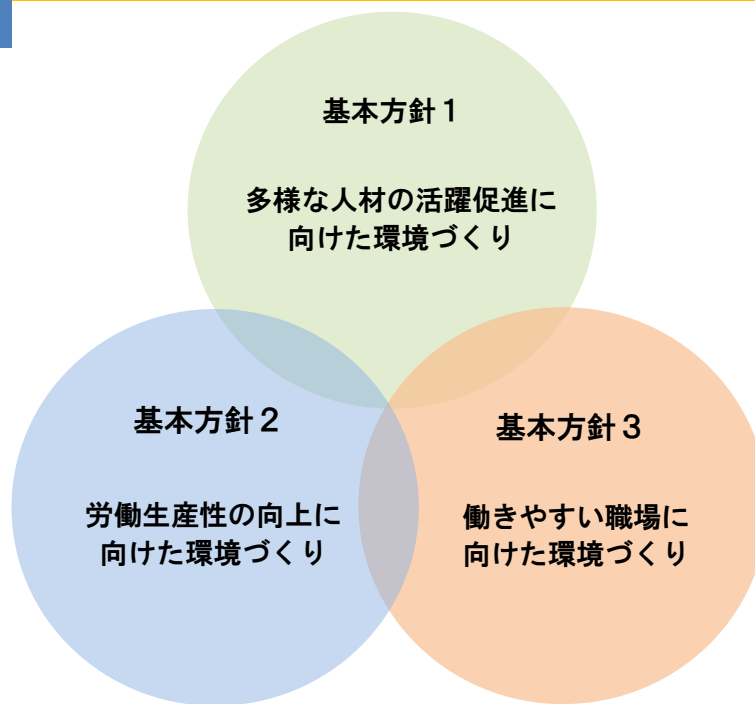 基本方針１
多様な人材の活躍促進に
向けた環境づくり
基本方針２
労働生産性の向上に
向けた環境づくり
基本方針３
働きやすい職場に
向けた環境づくり